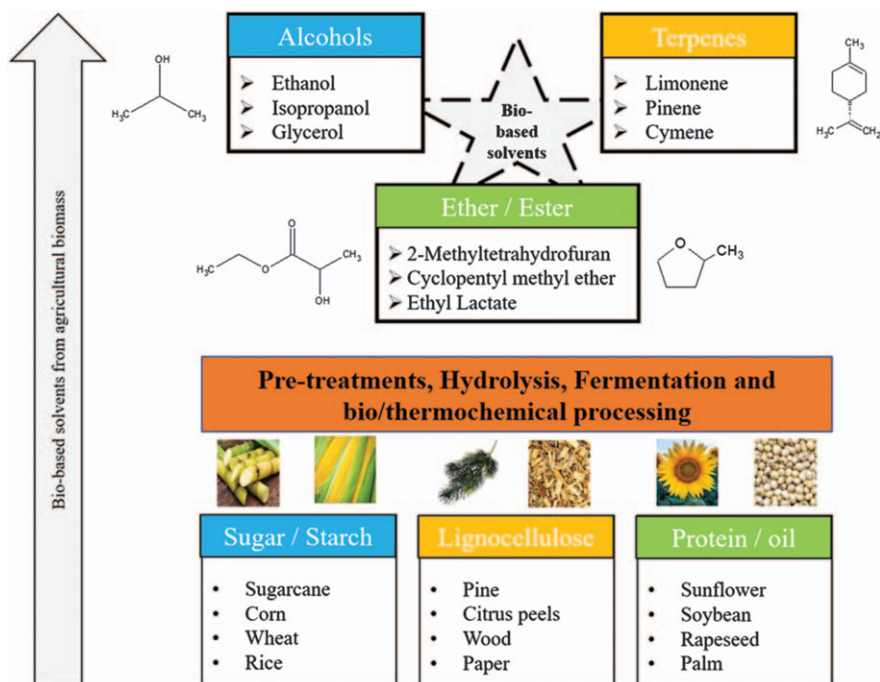 Bio-based solvents from agricultural biomass
Alcohols
➢ Ethanol
➢ Isopropanol
➢ Glycerol
OH
H₃C
CH₃
Bio-
based
solvents
Terpenes
➢ Limonene
➢ Pinene
➢ Cymene
CH₃
H₃C
CH₂
Ether / Ester
➢ 2-Methyltetrahydrofuran
➢ Cyclopentyl methyl ether
➢ Ethyl Lactate
O
H₃C
O
CH₃
OH
O
CH₃
Pre-treatments, Hydrolysis, Fermentation and
bio/thermochemical processing
Sugar / Starch
• Sugarcane
• Corn
• Wheat
• Rice
Lignocellulose
• Pine
• Citrus peels
• Wood
• Paper
Protein / oil
• Sunflower
• Soybean
• Rapeseed
• Palm